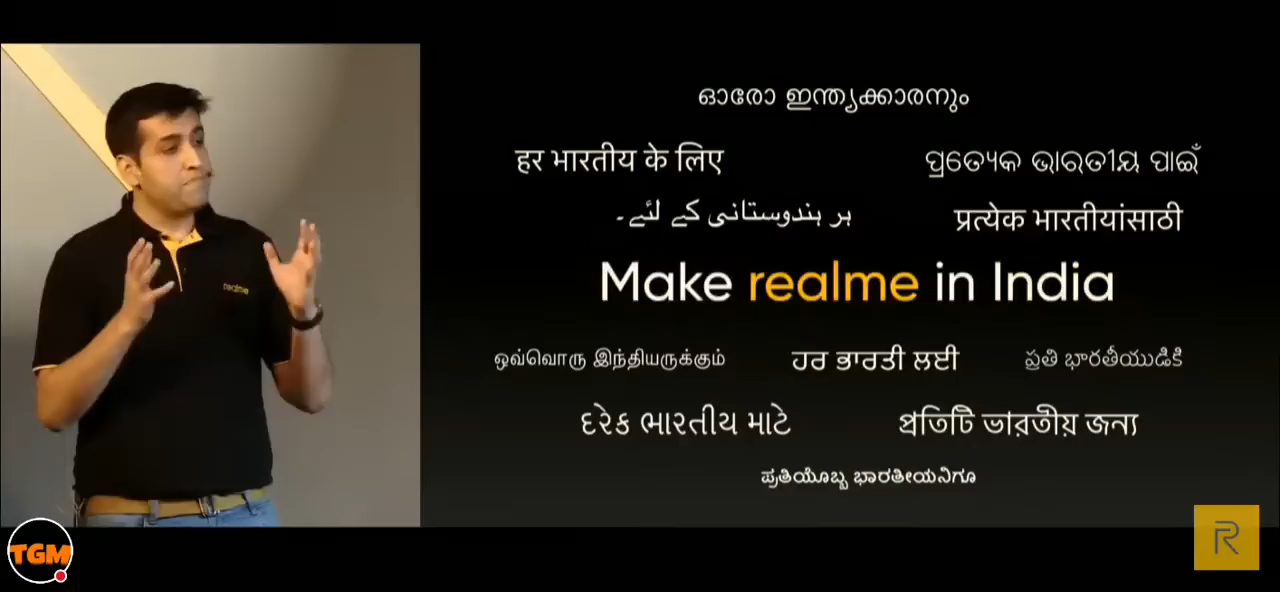 ഓരോ ഇന്ത്യക്കാരനും
हर भारतीय के लिए
ପ୍ରତ୍ୟେକ ଭାରତୀୟ ପାଇଁ
ہر ہندوستانی کے لئے۔
प्रत्येक भारतीयांसाठी
Make realme in India
ஒவ்வொரு இந்தியருக்கும்
ਹਰ ਭਾਰਤੀ ਲਈ
ప్రతి భారతీయుడికి
દરેક ભારતીય માટે
প্রতিটি ভারতীয় জন্য
ಪ್ರತಿಯೊಬ್ಬ ಭಾರತೀಯನಿಗೂ
realme
TGM
R